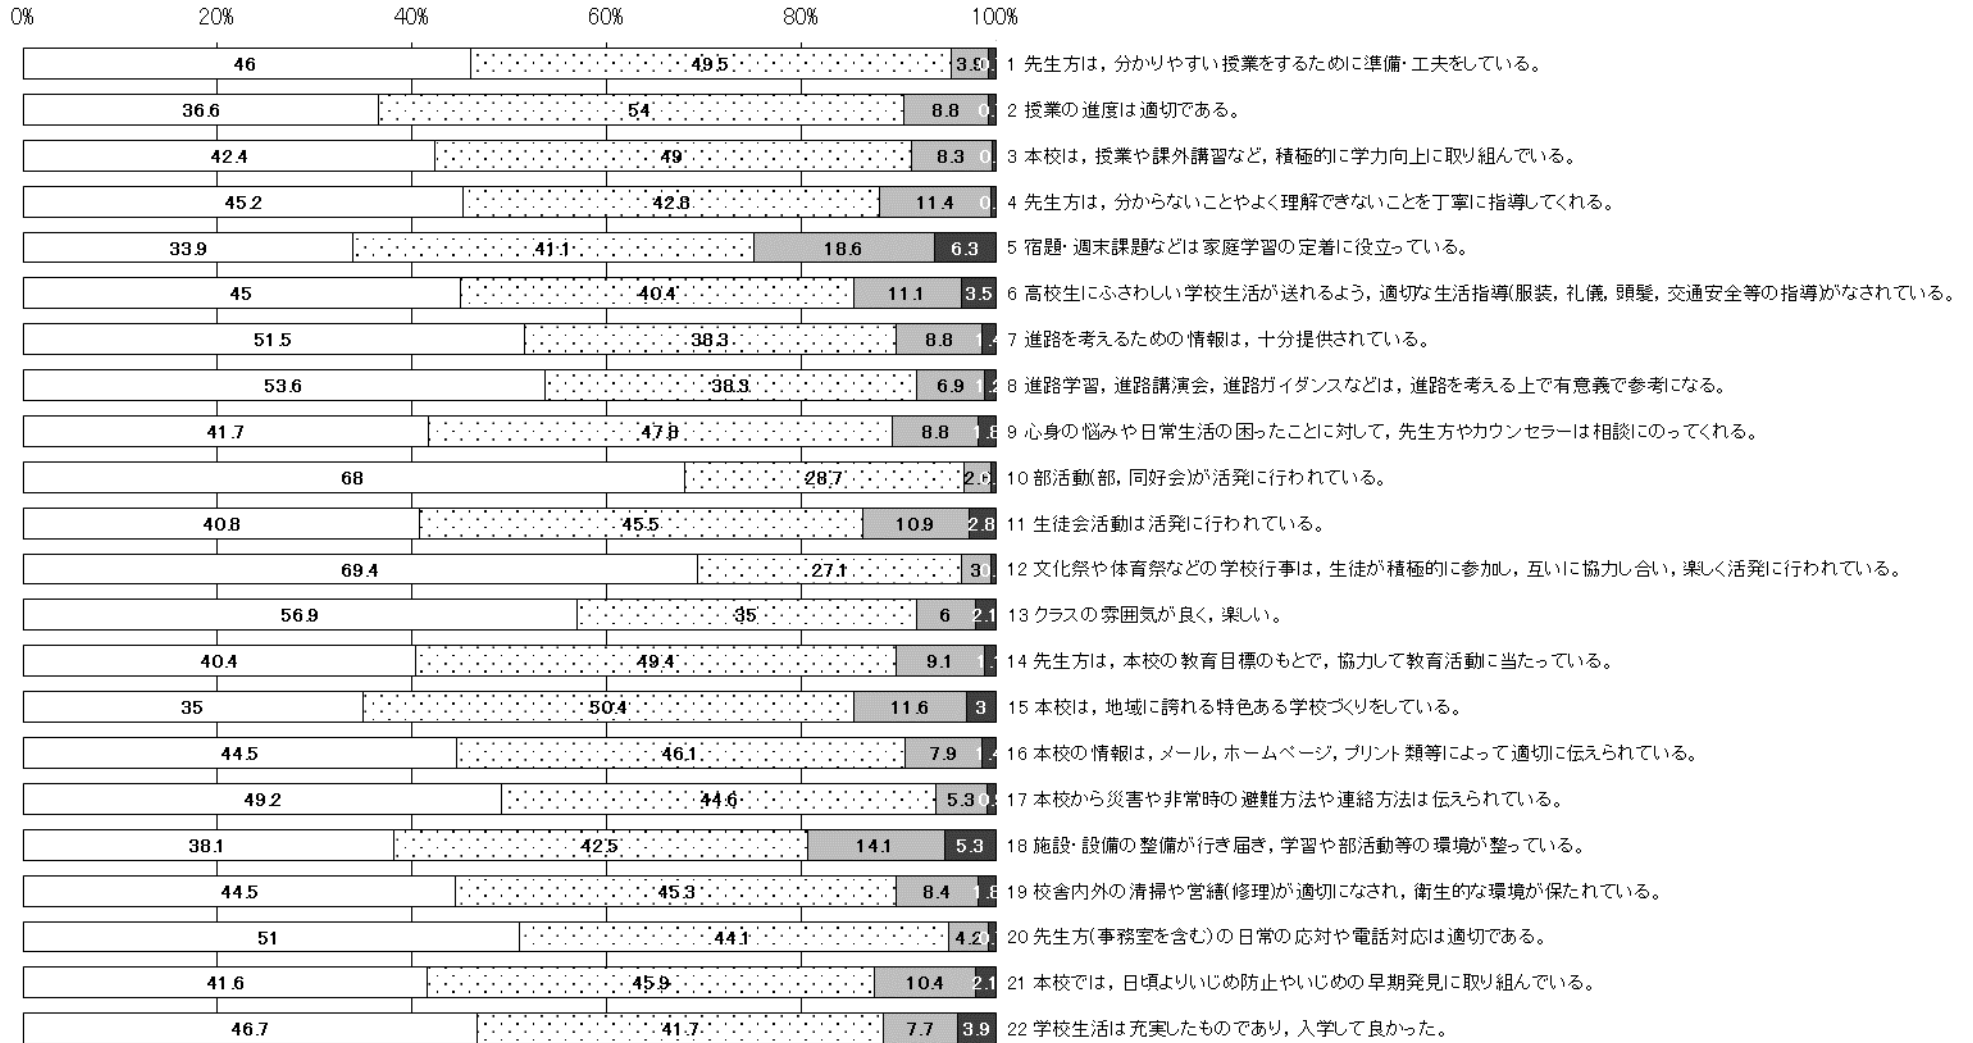 0% 20% 40% 60% 80% 100%
46 49.5 3.9 0. 1 先生方は，分かりやすい授業をするために準備・工夫をしている。
36.6 54 8.8 0. 2 授業の進度は適切である。
42.4 49 8.3 0. 3 本校は，授業や課外講習など，積極的に学力向上に取り組んでいる。
45.2 42.8 11.4 0. 4 先生方は，分からないことやよく理解できないことを丁寧に指導してくれる。
33.9 41.1 18.6 6.3 5 宿題・週末課題などは家庭学習の定着に役立っている。
45 40.4 11.1 3.5 6 高校生にふさわしい学校生活が送れるよう，適切な生活指導(服装，礼儀，頭髪，交通安全等の指導)がなされている。
51.5 38.3 8.8 1.4 7 進路を考えるための情報は，十分提供されている。
53.6 38.3 6.9 1.2 8 進路学習，進路講演会，進路ガイダンスなどは，進路を考える上で有意義で参考になる。
41.7 47.8 8.8 1.8 9 心身の悩みや日常生活の困ったことに対して，先生方やカウンセラーは相談にのってくれる。
68 28.7 2. 10 部活動(部，同好会)が活発に行われている。
40.8 45.5 10.9 2.8 11 生徒会活動は活発に行われている。
69.4 27.1 3 0. 12 文化祭や体育祭などの学校行事は，生徒が積極的に参加し，互いに協力し合い，楽しく活発に行われている。
56.9 35 6 2.1 13 クラスの雰囲気が良く，楽しい。
40.4 49.4 9.1 1. 14 先生方は，本校の教育目標のもとで，協力して教育活動に当たっている。
35 50.4 11.6 3 15 本校は，地域に誇れる特色ある学校づくりをしている。
44.5 46.1 7.9 1.4 16 本校の情報は，メール，ホームページ，プリント類等によって適切に伝えられている。
49.2 44.6 5.3 0. 17 本校から災害や非常時の避難方法や連絡方法は伝えられている。
38.1 42.5 14.1 5.3 18 施設・設備の整備が行き届き，学習や部活動等の環境が整っている。
44.5 45.3 8.4 1.8 19 校舎内外の清掃や営繕(修理)が適切になされ，衛生的な環境が保たれている。
51 44.1 4.2 0. 20 先生方(事務室を含む)の日常の応対や電話対応は適切である。
41.6 45.9 10.4 2.1 21 本校では，日頃よりいじめ防止やいじめの早期発見に取り組んでいる。
46.7 41.7 7.7 3.9 22 学校生活は充実したものであり，入学して良かった。